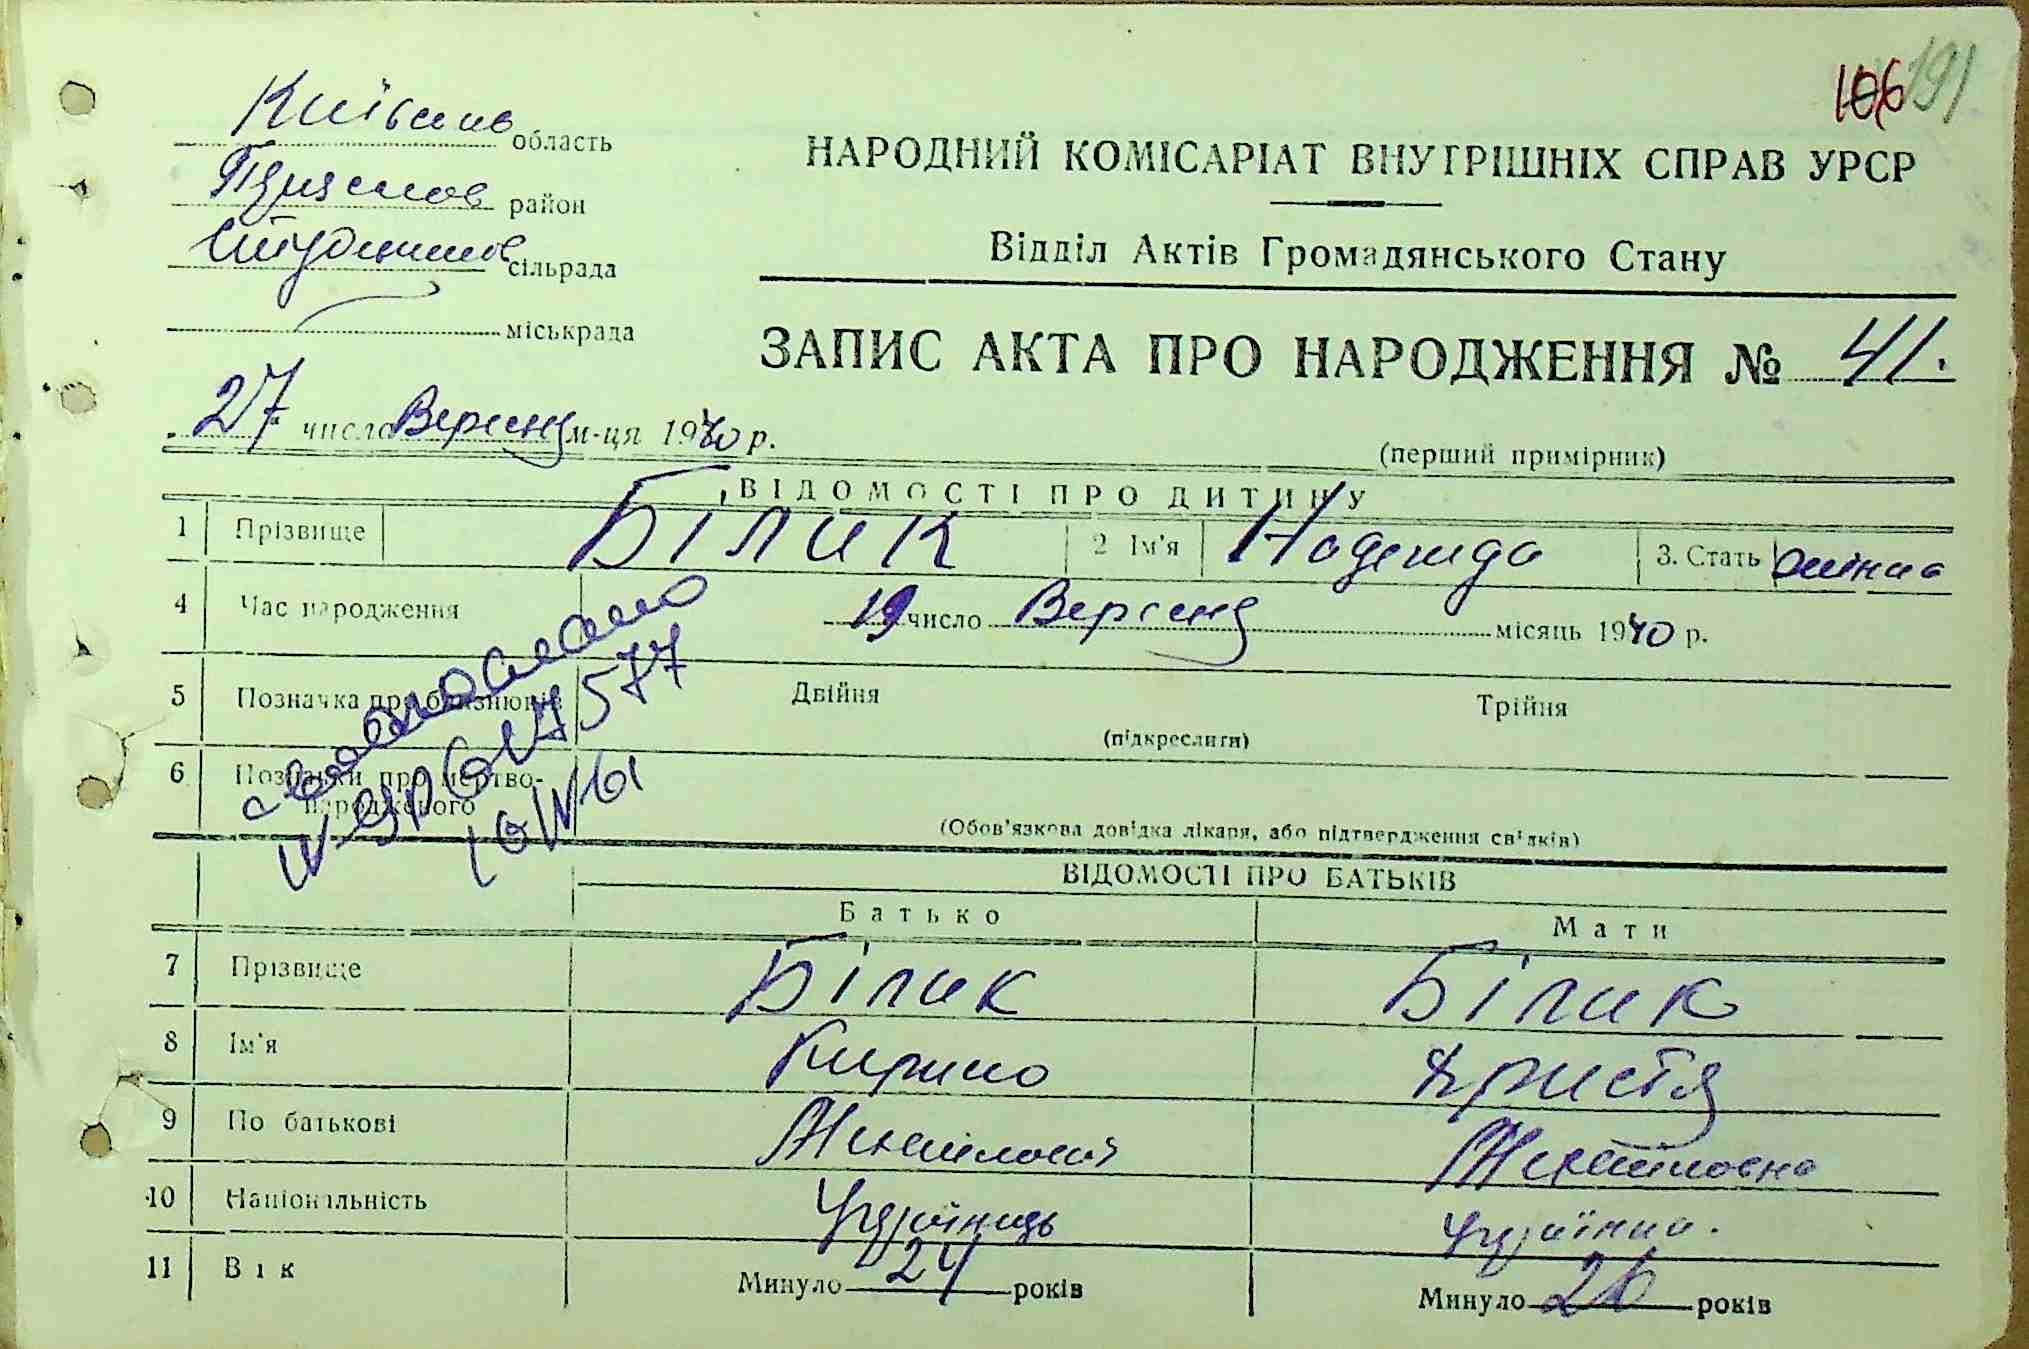 191
106
Київська область
район
сільрада
міськрада
НАРОДНИЙ КОМІСАРІАТ ВНУТРІШНІХ СПРАВ УРСР
Відділ Актів Громадянського Стану
ЗАПИС АКТА ПРО НАРОДЖЕННЯ № 41.
27 число Вересня м-ця 1940 р.
(перший примірник)
ВІДОМОСТІ ПРО ДИТИНУ
1 Прізвище Білик 2 Ім'я Надежда 3. Стать жіноча
4 Час народження 19 число Вересня місяць 1940 р.
5 Позначка про близнюків Двійня Трійня
(підкреслити)
6 Позначки про мертво-
народженого
(Обов'язкова довідка лікаря, або підтвердження свідків)
577
ВІДОМОСТІ ПРО БАТЬКІВ
Батько Мати
7 Прізвище Білик Білик
8 Ім'я Кирило Христя
9 По батькові Михайлович Михайловна
10 Національність Українець Українка.
11 Вік Минуло 24 років Минуло 26 років